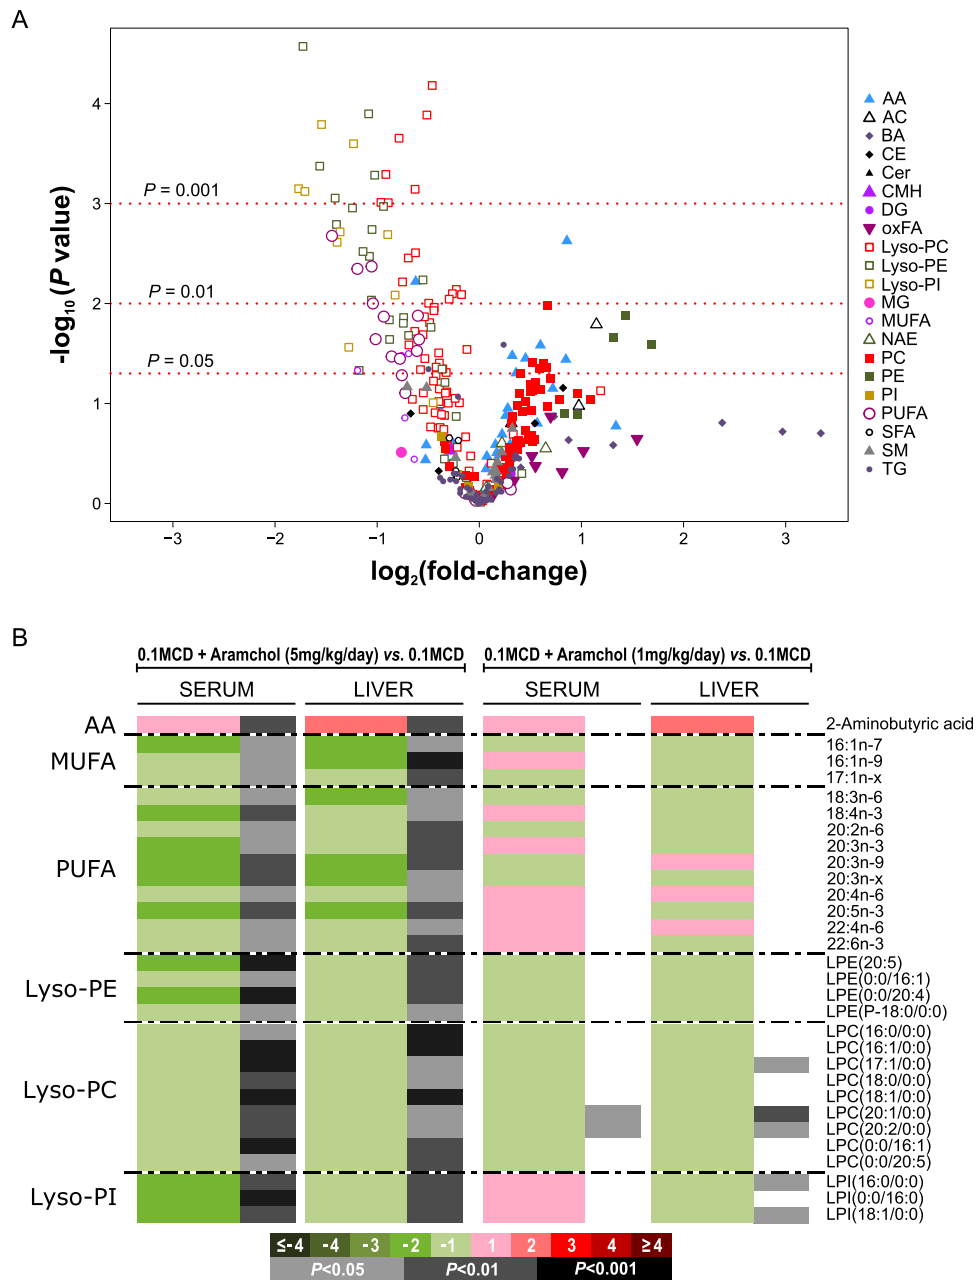 A
-log10(P value)
4
3
2
1
0
P = 0.001
P = 0.01
P = 0.05
−3
−2
−1
0
1
2
3
log2(fold-change)
AA
AC
BA
CE
Cer
CMH
DG
oxFA
Lyso-PC
Lyso-PE
Lyso-PI
MG
MUFA
NAE
PC
PE
PI
PUFA
SFA
SM
TG
B
0.1MCD + Aramchol (5mg/kg/day) vs. 0.1MCD
0.1MCD + Aramchol (1mg/kg/day) vs. 0.1MCD
SERUM LIVER SERUM LIVER
AA
2-Aminobutyric acid
MUFA
16:1n-7
16:1n-9
17:1n-x
PUFA
18:3n-6
18:4n-3
20:2n-6
20:3n-3
20:3n-9
20:3n-x
20:4n-6
20:5n-3
22:4n-6
22:6n-3
Lyso-PE
LPE(20:5)
LPE(0:0/16:1)
LPE(0:0/20:4)
LPE(P-18:0/0:0)
Lyso-PC
LPC(16:0/0:0)
LPC(16:1/0:0)
LPC(17:1/0:0)
LPC(18:0/0:0)
LPC(18:1/0:0)
LPC(20:1/0:0)
LPC(20:2/0:0)
LPC(0:0/16:1)
LPC(0:0/20:5)
Lyso-PI
LPI(16:0/0:0)
LPI(0:0/16:0)
LPI(18:1/0:0)
≤-4 -4 -3 -2 -1 1 2 3 4 ≥4
P<0.05 P<0.01 P<0.001